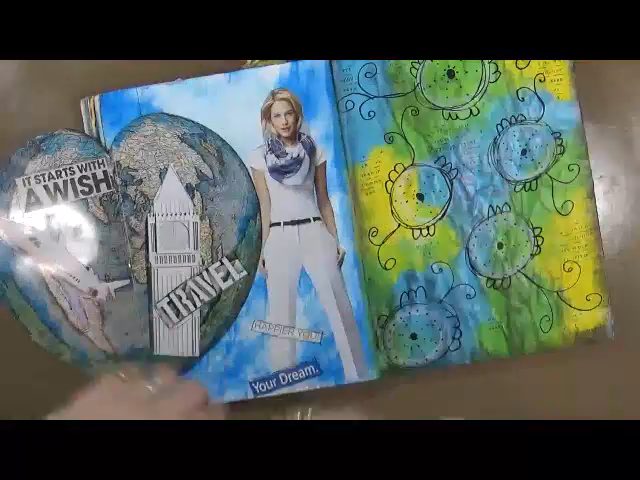 IT STARTS WITH
A WISH
TRAVEL
HAPPIER YOU
Your Dream.